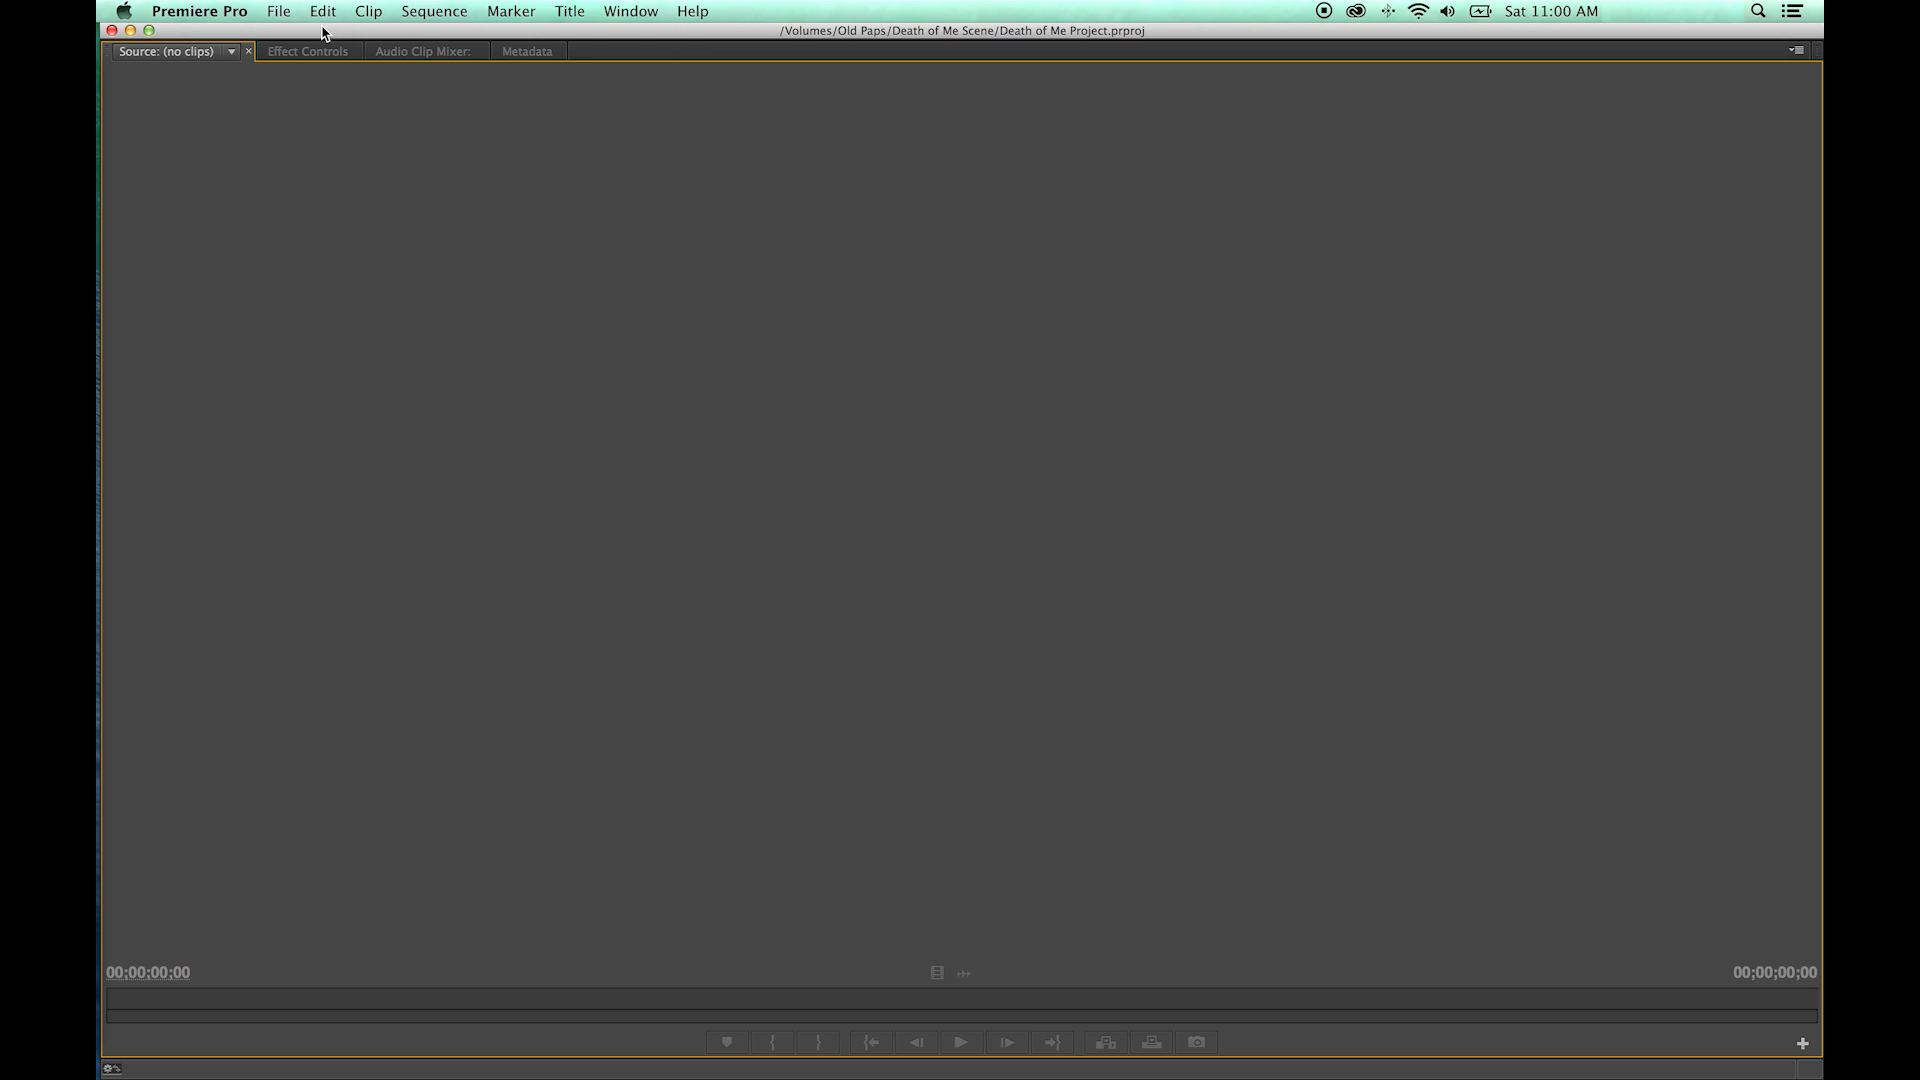 Premiere Pro File Edit Clip Sequence Marker Title Window Help Sat 11:00 AM
/Volumes/Old Paps/Death of Me Scene/Death of Me Project.prproj
Source: (no clips) Effect Controls Audio Clip Mixer: Metadata
00;00;00;00 00;00;00;00